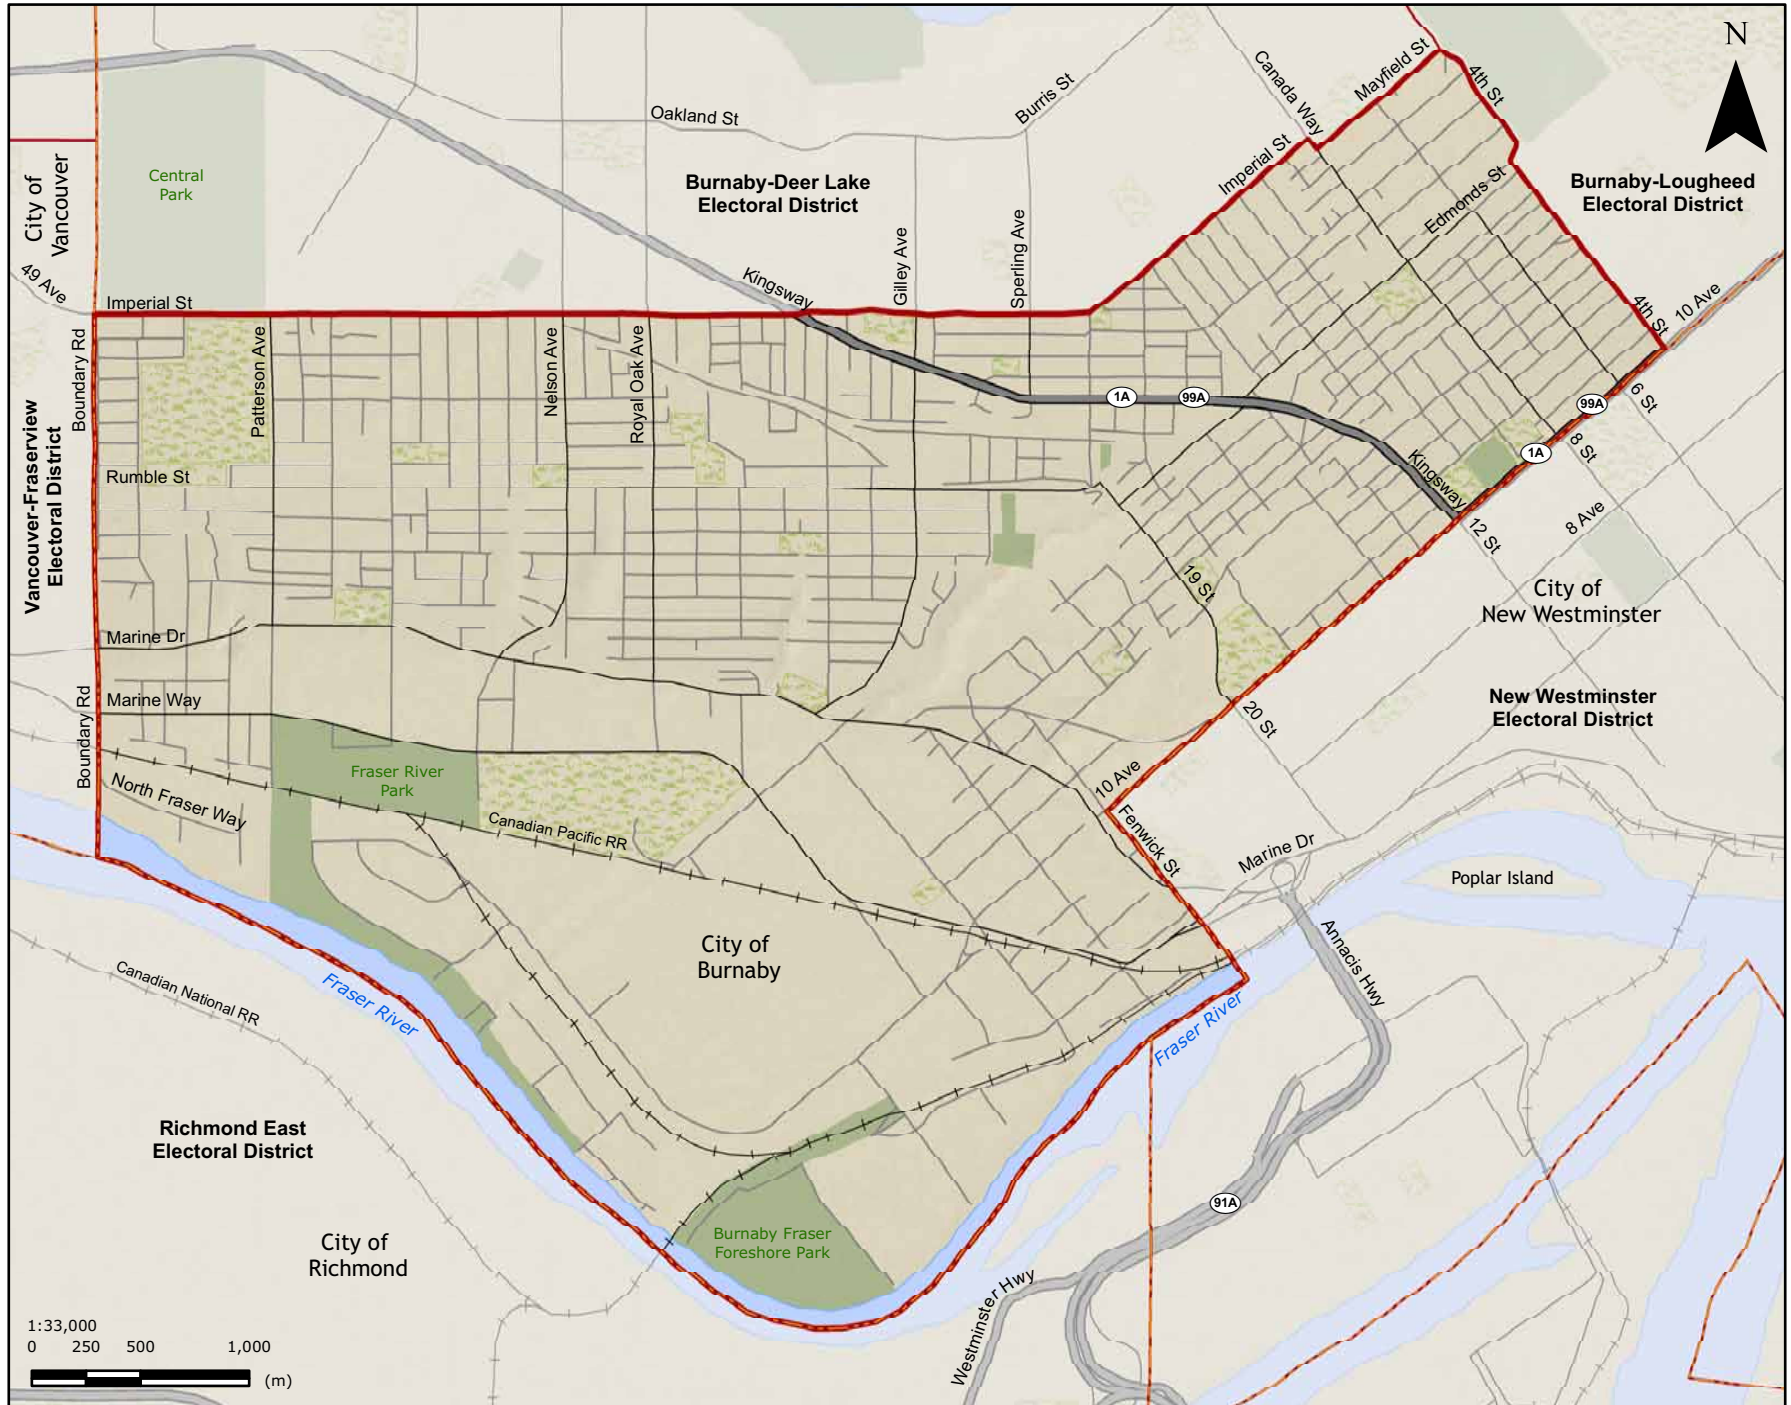 N
Canada Way
Mayfield St
4th St
Oakland St
Burris St
Imperial St
Central
Park
City of
Vancouver
Burnaby-Deer Lake
Electoral District
Burnaby-Lougheed
Electoral District
Edmonds St
Gilley Ave
Sperling Ave
49 Ave
Imperial St
Kingsway
4th St
10 Ave
Boundary Rd
Patterson Ave
Nelson Ave
Royal Oak Ave
1A
99A
99A
6 St
Vancouver-Fraserview
Electoral District
8 St
1A
Kingsway
Rumble St
12 St
8 Ave
19 St
City of
New Westminster
Marine Dr
Marine Way
Boundary Rd
20 St
New Westminster
Electoral District
Fraser River
Park
10 Ave
North Fraser Way
Canadian Pacific RR
Fenwick St
Marine Dr
Poplar Island
City of
Burnaby
Annacis Hwy
Canadian National RR
Fraser River
Fraser River
Richmond East
Electoral District
91A
City of
Richmond
Burnaby Fraser
Foreshore Park
Westminster Hwy
1:33,000
0 250 500 1,000
(m)